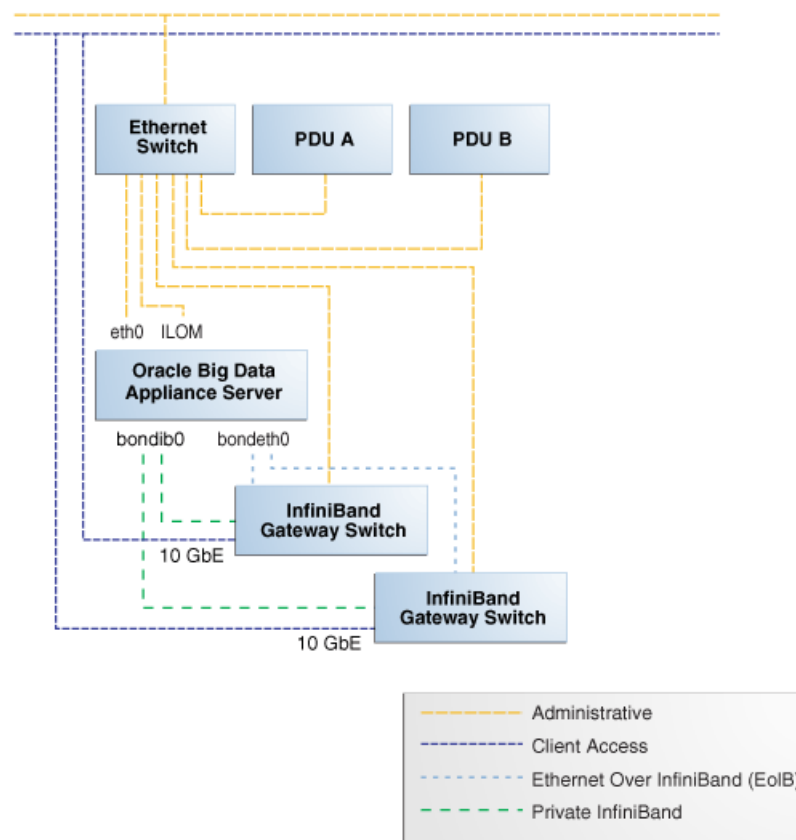 Ethernet
Switch
PDU A
PDU B
eth0
ILOM
Oracle Big Data
Appliance Server
bondib0
bondeth0
InfiniBand
Gateway Switch
10 GbE
InfiniBand
Gateway Switch
10 GbE
Administrative
Client Access
Ethernet Over InfiniBand (EoIB)
Private InfiniBand